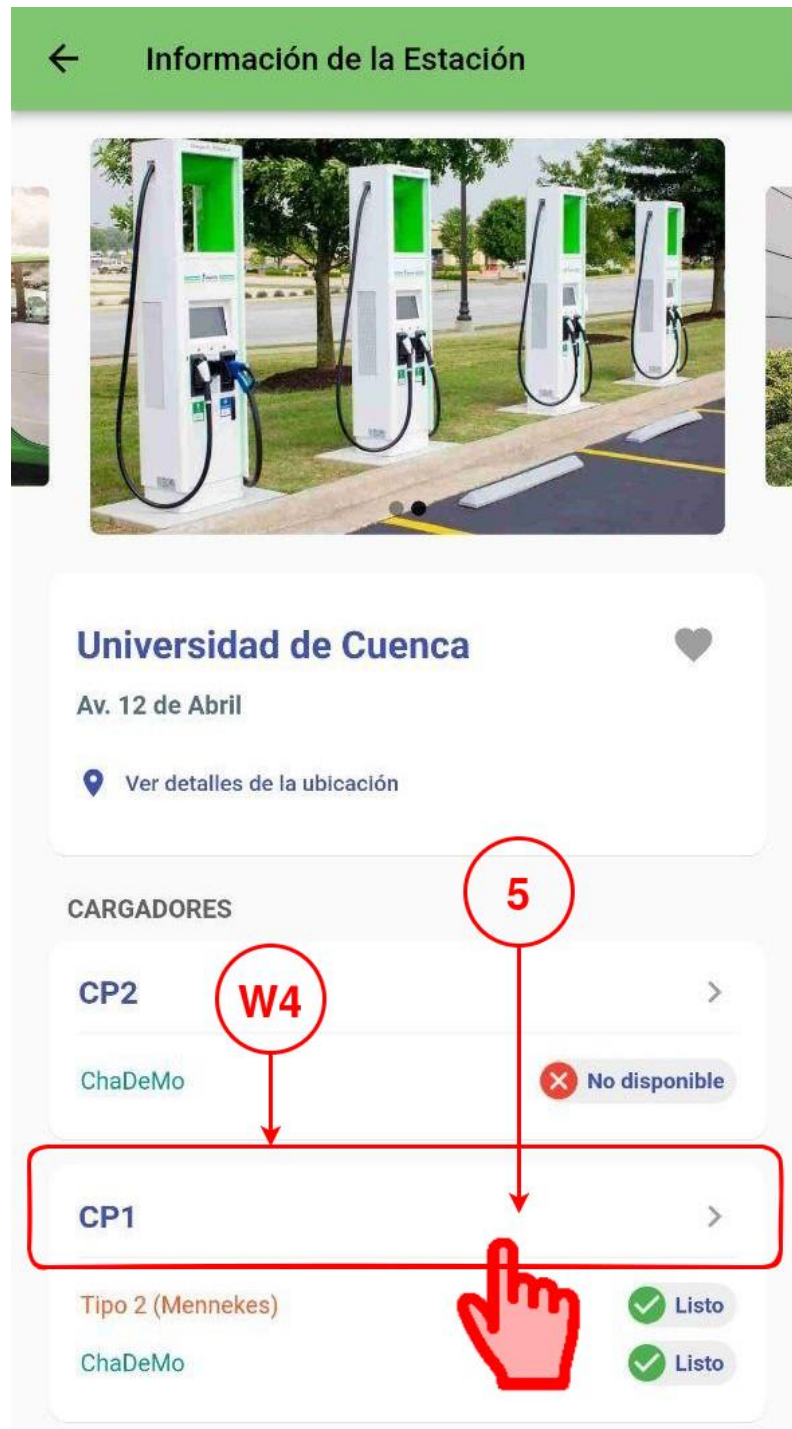 Información de la Estación
Universidad de Cuenca
Av. 12 de Abril
Ver detalles de la ubicación
5
CARGADORES
CP2
W4
ChaDeMo
No disponible
CP1
Tipo 2 (Mennekes)
Listo
ChaDeMo
Listo